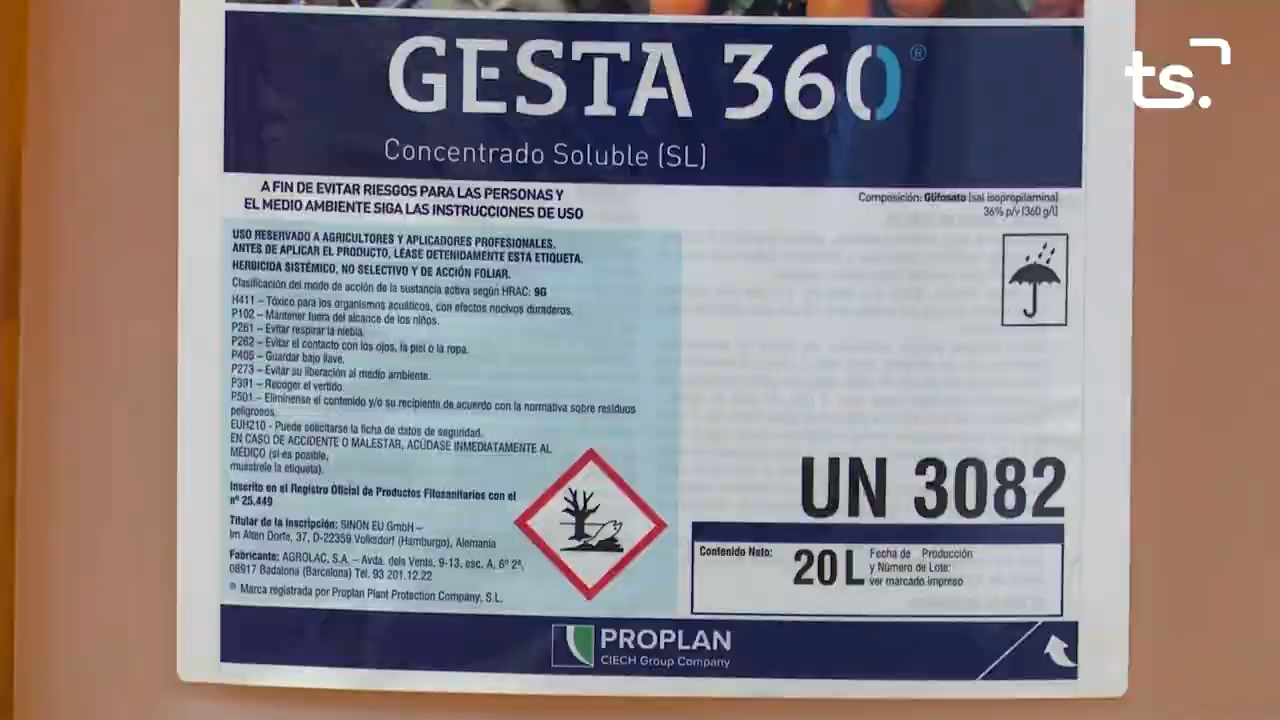 GESTA 360®
ts.
Concentrado Soluble (SL)
A FIN DE EVITAR RIESGOS PARA LAS PERSONAS Y
EL MEDIO AMBIENTE SIGA LAS INSTRUCCIONES DE USO
Composición: Glifosato (sal isopropilamina)
36% p/v (360 g/l)
USO RESERVADO A AGRICULTORES Y APLICADORES PROFESIONALES.
ANTES DE APLICAR EL PRODUCTO, LÉASE DETENIDAMENTE ESTA ETIQUETA.
HERBICIDA SISTÉMICO, NO SELECTIVO Y DE ACCIÓN FOLIAR.
Clasificación del modo de acción de la sustancia activa según HRAC: 9G
H411 – Tóxico para los organismos acuáticos, con efectos nocivos duraderos.
P102 – Mantener fuera del alcance de los niños.
P261 – Evitar respirar la niebla.
P262 – Evitar el contacto con los ojos, la piel o la ropa.
P405 – Guardar bajo llave.
P273 – Evitar su liberación al medio ambiente.
P391 – Recoger el vertido.
P501 – Elimínense el contenido y/o su recipiente de acuerdo con la normativa sobre residuos
peligrosos.
EUH210 - Puede solicitarse la ficha de datos de seguridad.
EN CASO DE ACCIDENTE O MALESTAR, ACÚDASE INMEDIATAMENTE AL
MÉDICO (si es posible,
muéstrele la etiqueta).
Inscrito en el Registro Oficial de Productos Fitosanitarios con el
nº 25.449
Titular de la inscripción: SINON EU GmbH –
Im Alten Dorfe, 37, D-22359 Volksdorf (Hamburgo), Alemania
Fabricante: AGROLAC, S.A. – Avda. dels Vents, 9-13, esc. A, 6º 2ª,
08917 Badalona (Barcelona) Tel. 93 201.12.22
® Marca registrada por Proplan Plant Protection Company, S.L.
UN 3082
Contenido Neto: 20 L
Fecha de Producción
y Número de Lote:
ver marcado impreso
PROPLAN
CIECH Group Company